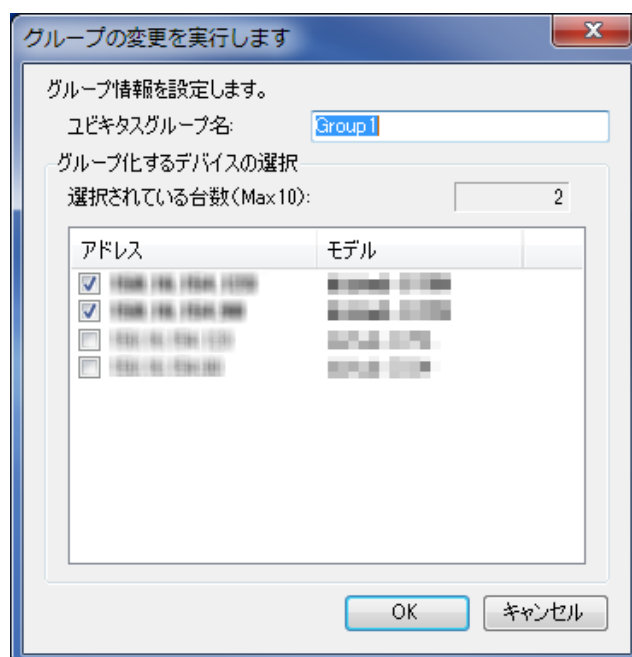 グループの変更を実行します
グループ情報を設定します。
ユビキタスグループ名: Group1
グループ化するデバイスの選択
選択されている台数(Max10): 2
アドレス モデル
OK キャンセル